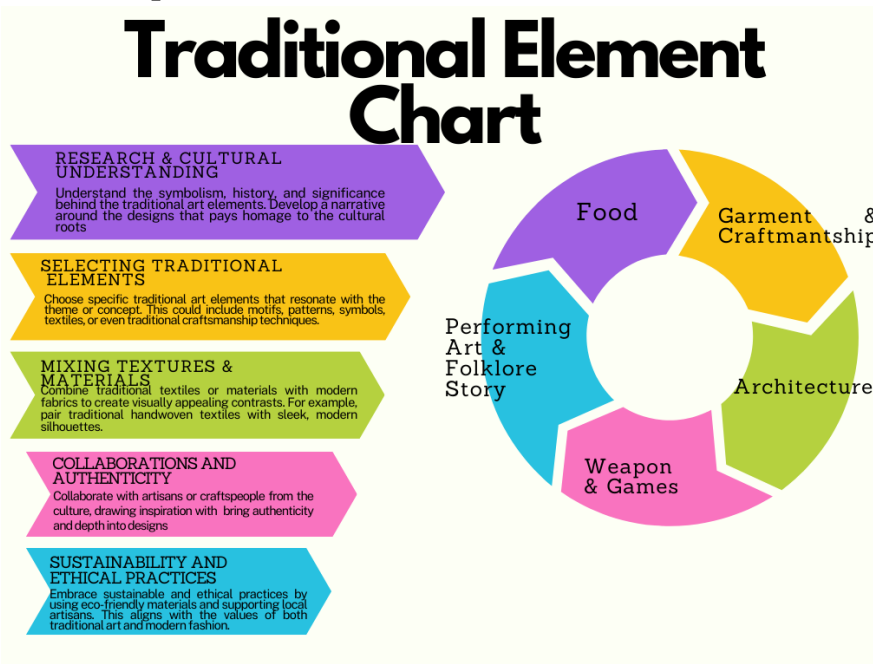 Traditional Element
Chart
RESEARCH & CULTURAL
UNDERSTANDING
Understand the symbolism, history, and significance
behind the traditional art elements. Develop a narrative
around the designs that pays homage to the cultural
roots
SELECTING TRADITIONAL
ELEMENTS
Choose specific traditional art elements that resonate with the
theme or concept. This could include motifs, patterns, symbols,
textiles, or even traditional craftsmanship techniques.
MIXING TEXTURES &
MATERIALS
Combine traditional textiles or materials with modern
fabrics to create visually appealing contrasts. For example,
pair traditional handwoven textiles with sleek, modern
silhouettes.
COLLABORATIONS AND
AUTHENTICITY
Collaborate with artisans or craftspeople from the
culture, drawing inspiration with bring authenticity
and depth into designs
SUSTAINABILITY AND
ETHICAL PRACTICES
Embrace sustainable and ethical practices by
using eco-friendly materials and supporting local
artisans. This aligns with the values of both
traditional art and modern fashion.
Food
Garment &
Craftmantship
Architecture
Weapon
& Games
Performing
Art &
Folklore
Story